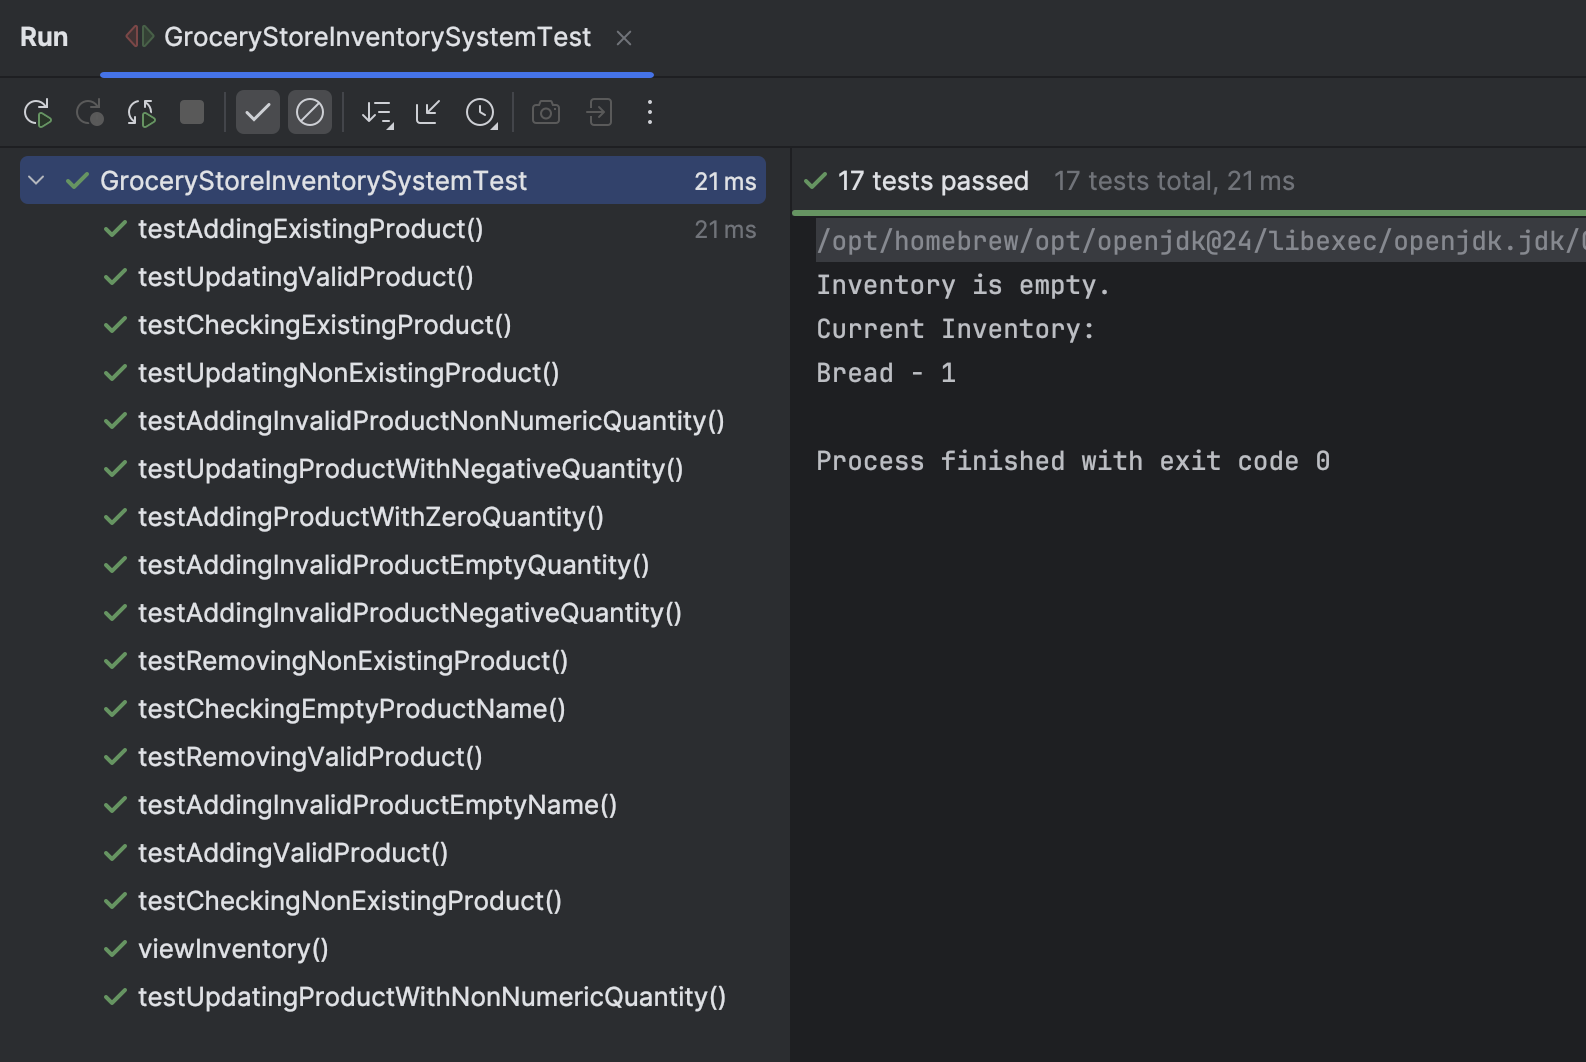 Run GroceryStoreInventorySystemTest
GroceryStoreInventorySystemTest 21 ms
testAddingExistingProduct() 21 ms
testUpdatingValidProduct()
testCheckingExistingProduct()
testUpdatingNonExistingProduct()
testAddingInvalidProductNonNumericQuantity()
testUpdatingProductWithNegativeQuantity()
testAddingProductWithZeroQuantity()
testAddingInvalidProductEmptyQuantity()
testAddingInvalidProductNegativeQuantity()
testRemovingNonExistingProduct()
testCheckingEmptyProductName()
testRemovingValidProduct()
testAddingInvalidProductEmptyName()
testAddingValidProduct()
testCheckingNonExistingProduct()
viewInventory()
testUpdatingProductWithNonNumericQuantity()
17 tests passed 17 tests total, 21 ms
/opt/homebrew/opt/openjdk@24/libexec/openjdk.jdk/
Inventory is empty.
Current Inventory:
Bread - 1
Process finished with exit code 0